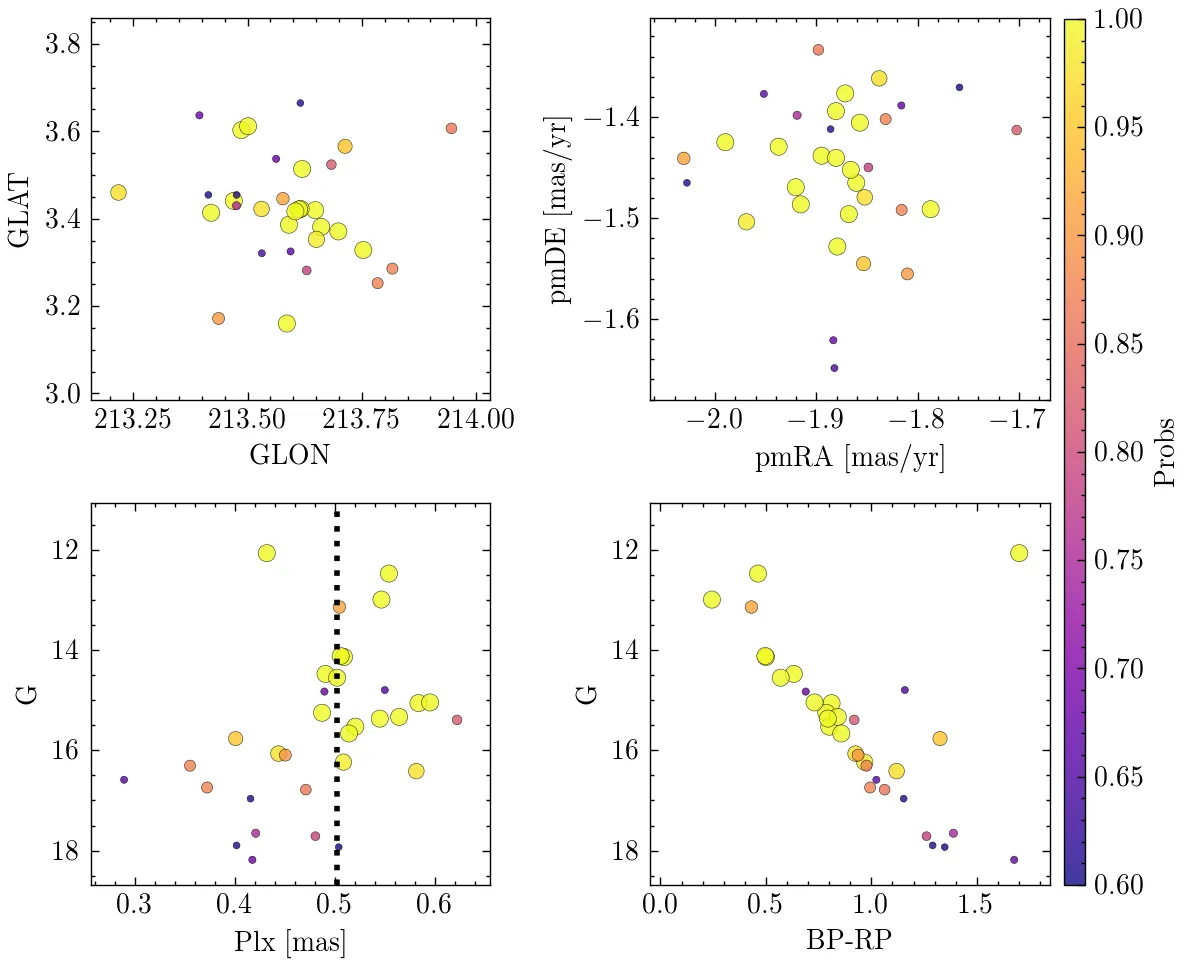 3.8
3.6
3.4
3.2
3.0
GLAT
213.25 213.50 213.75 214.00
GLON
−1.4
−1.5
−1.6
pmDE [mas/yr]
−2.0 −1.9 −1.8 −1.7
pmRA [mas/yr]
12
14
16
18
G
0.3 0.4 0.5 0.6
Plx [mas]
12
14
16
18
G
0.0 0.5 1.0 1.5
BP-RP
1.00
0.95
0.90
0.85
0.80
0.75
0.70
0.65
0.60
Probs